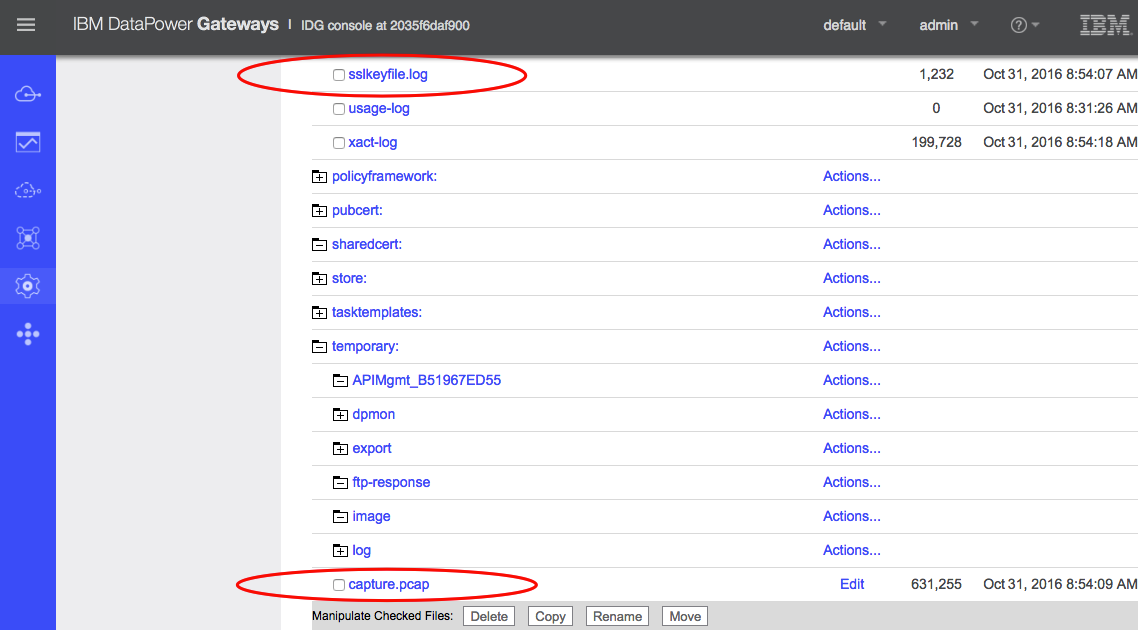 IBM DataPower Gateways | IDG console at 2035f6daf900 default admin ? IBM
sslkeyfile.log 1,232 Oct 31, 2016 8:54:07 AM
usage-log 0 Oct 31, 2016 8:31:26 AM
xact-log 199,728 Oct 31, 2016 8:54:18 AM
policyframework: Actions...
pubcert: Actions...
sharedcert: Actions...
store: Actions...
tasktemplates: Actions...
temporary: Actions...
APIMgmt_B51967ED55 Actions...
dpmon Actions...
export Actions...
ftp-response Actions...
image Actions...
log Actions...
capture.pcap Edit 631,255 Oct 31, 2016 8:54:09 AM
Manipulate Checked Files: Delete Copy Rename Move